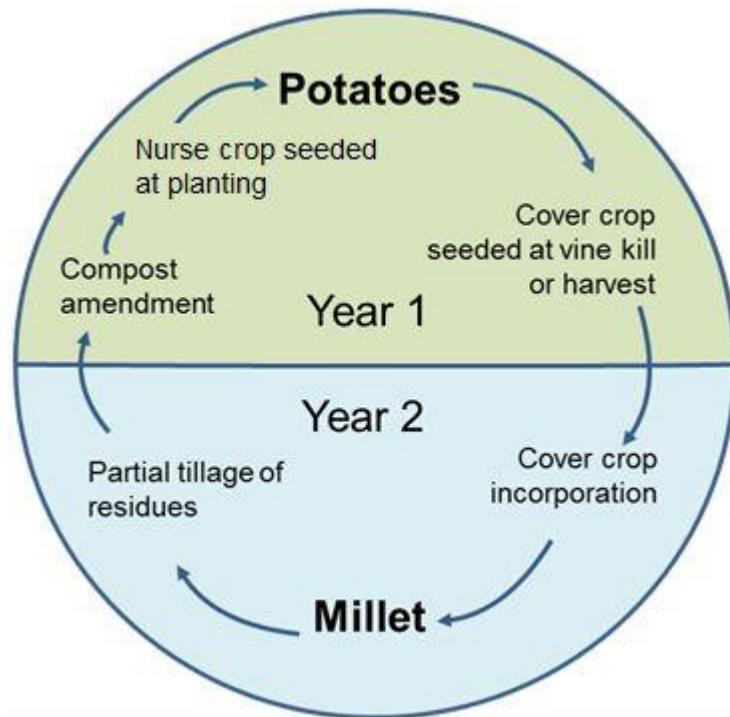 Potatoes
Nurse crop seeded
at planting
Cover crop
seeded at vine kill
or harvest
Compost
amendment
Year 1
Year 2
Partial tillage of
residues
Cover crop
incorporation
Millet